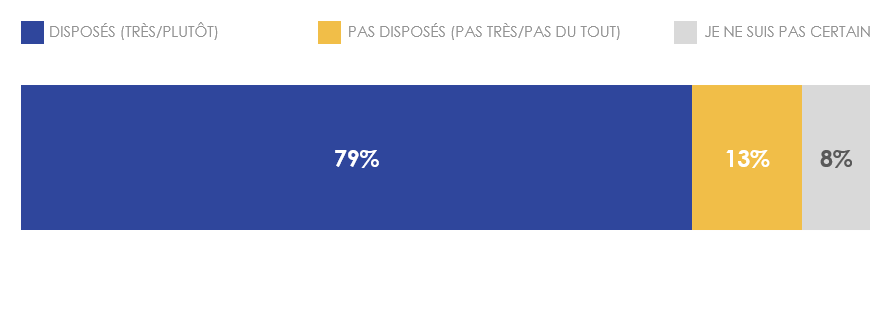 DISPOSÉS (TRÈS/PLUTÔT) PAS DISPOSÉS (PAS TRÈS/PAS DU TOUT) JE NE SUIS PAS CERTAIN
79% 13% 8%